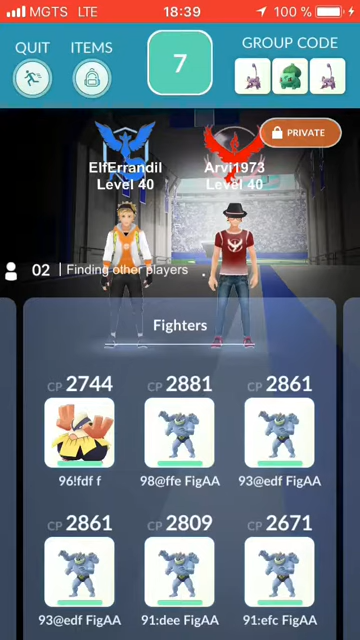 MGTS LTE 18:39 100 %
QUIT ITEMS 7 GROUP CODE
PRIVATE
ElfErrandil Arvi1973
Level 40 Level 40
02 | Finding other players
Fighters
CP 2744 CP 2881 CP 2861
96!fdf f 98@ffe FigAA 93@edf FigAA
CP 2861 CP 2809 CP 2671
93@edf FigAA 91:dee FigAA 91:efc FigAA